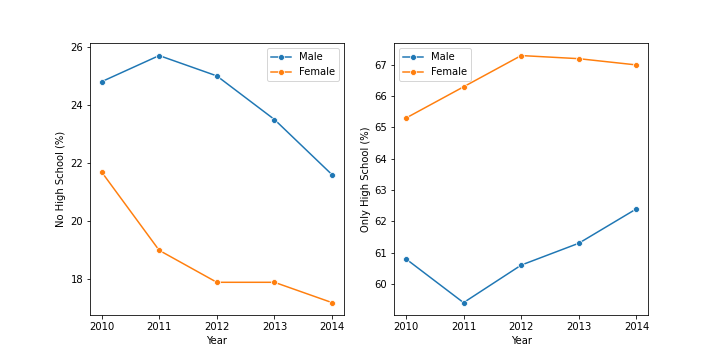 No High School (%)
26
24
22
20
18
Male
Female
2010 2011 2012 2013 2014
Year
Only High School (%)
67
66
65
64
63
62
61
60
Male
Female
2010 2011 2012 2013 2014
Year